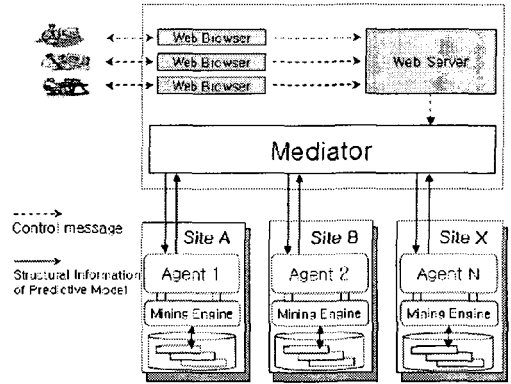 Web Browser
Web Browser
Web Browser
Web Server
Mediator
Control message
Structural Information
of Predictive Model
Site A
Agent 1
Mining Engine
Site B
Agent 2
Mining Engine
Site X
Agent N
Mining Engine